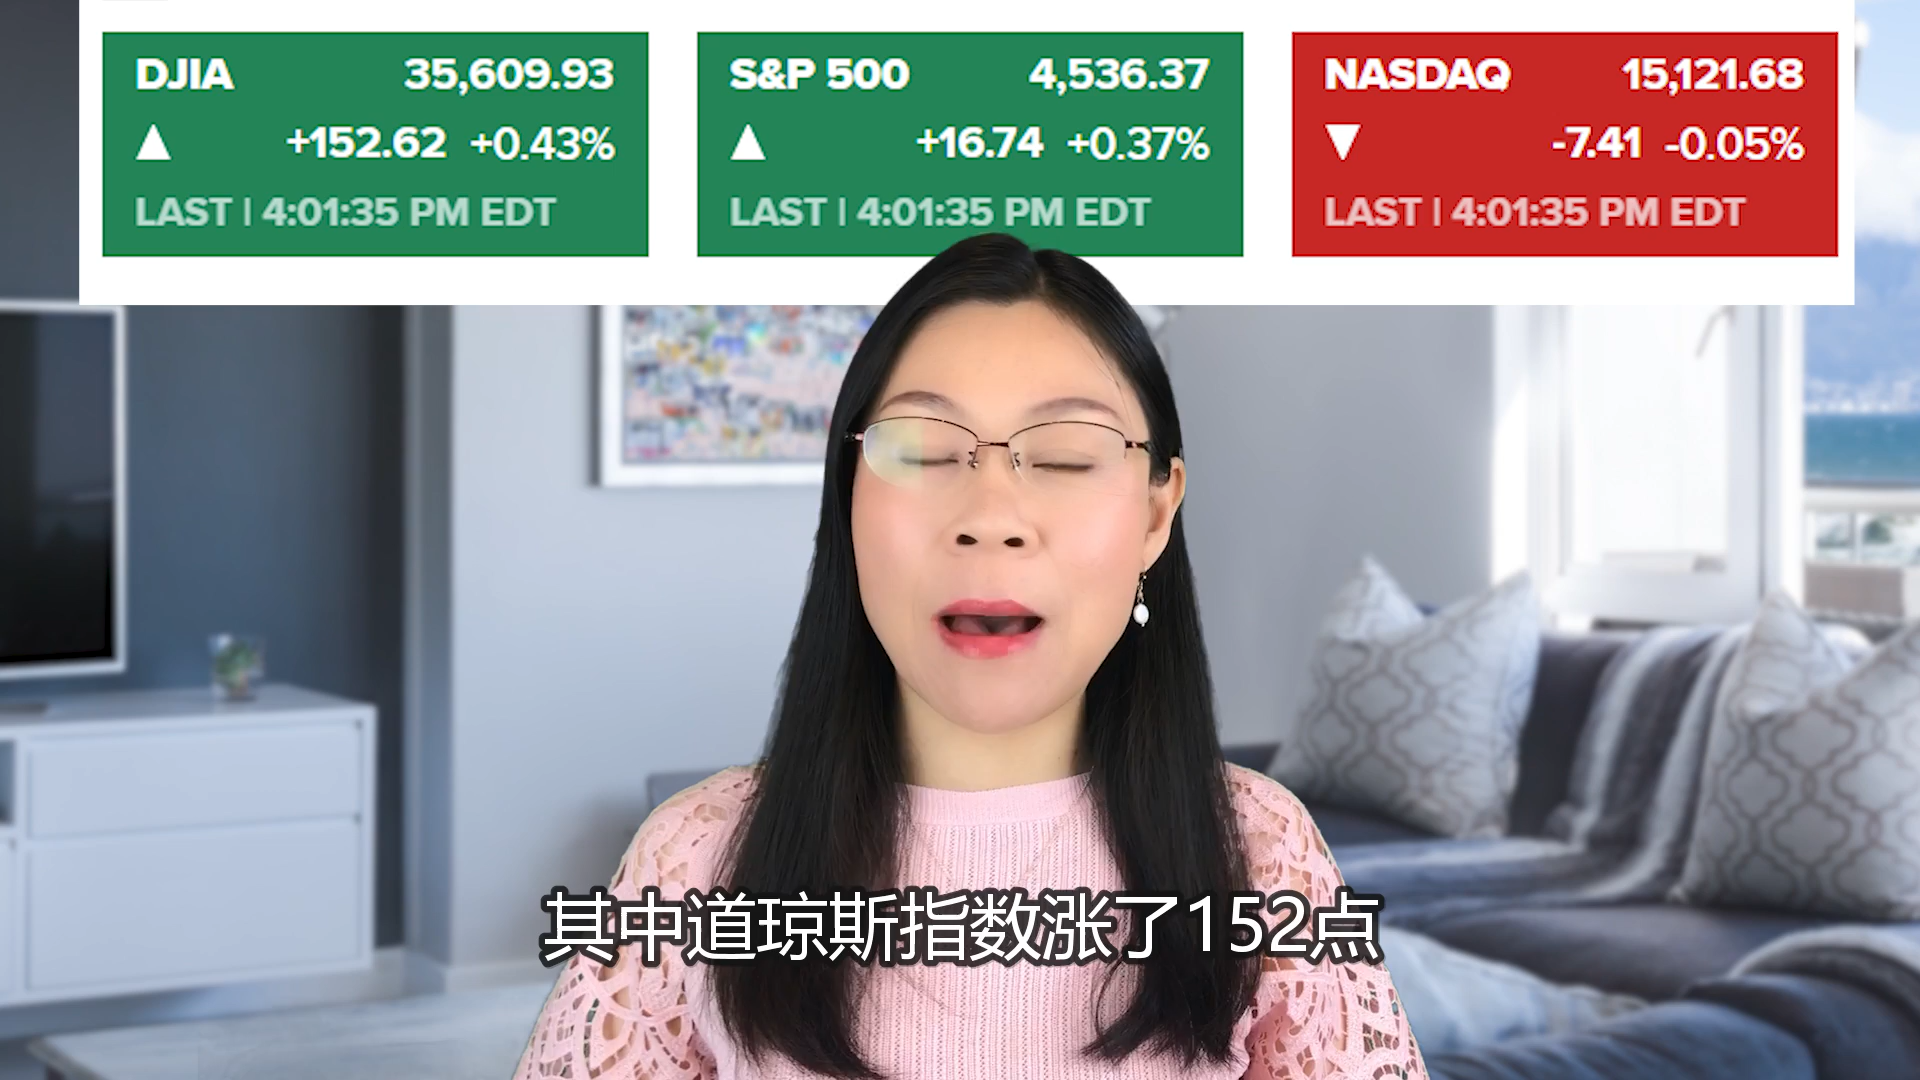 DJIA 35,609.93
▲ +152.62 +0.43%
LAST | 4:01:35 PM EDT
S&P 500 4,536.37
▲ +16.74 +0.37%
LAST | 4:01:35 PM EDT
NASDAQ 15,121.68
▼ -7.41 -0.05%
LAST | 4:01:35 PM EDT
其中道琼斯指数涨了152点